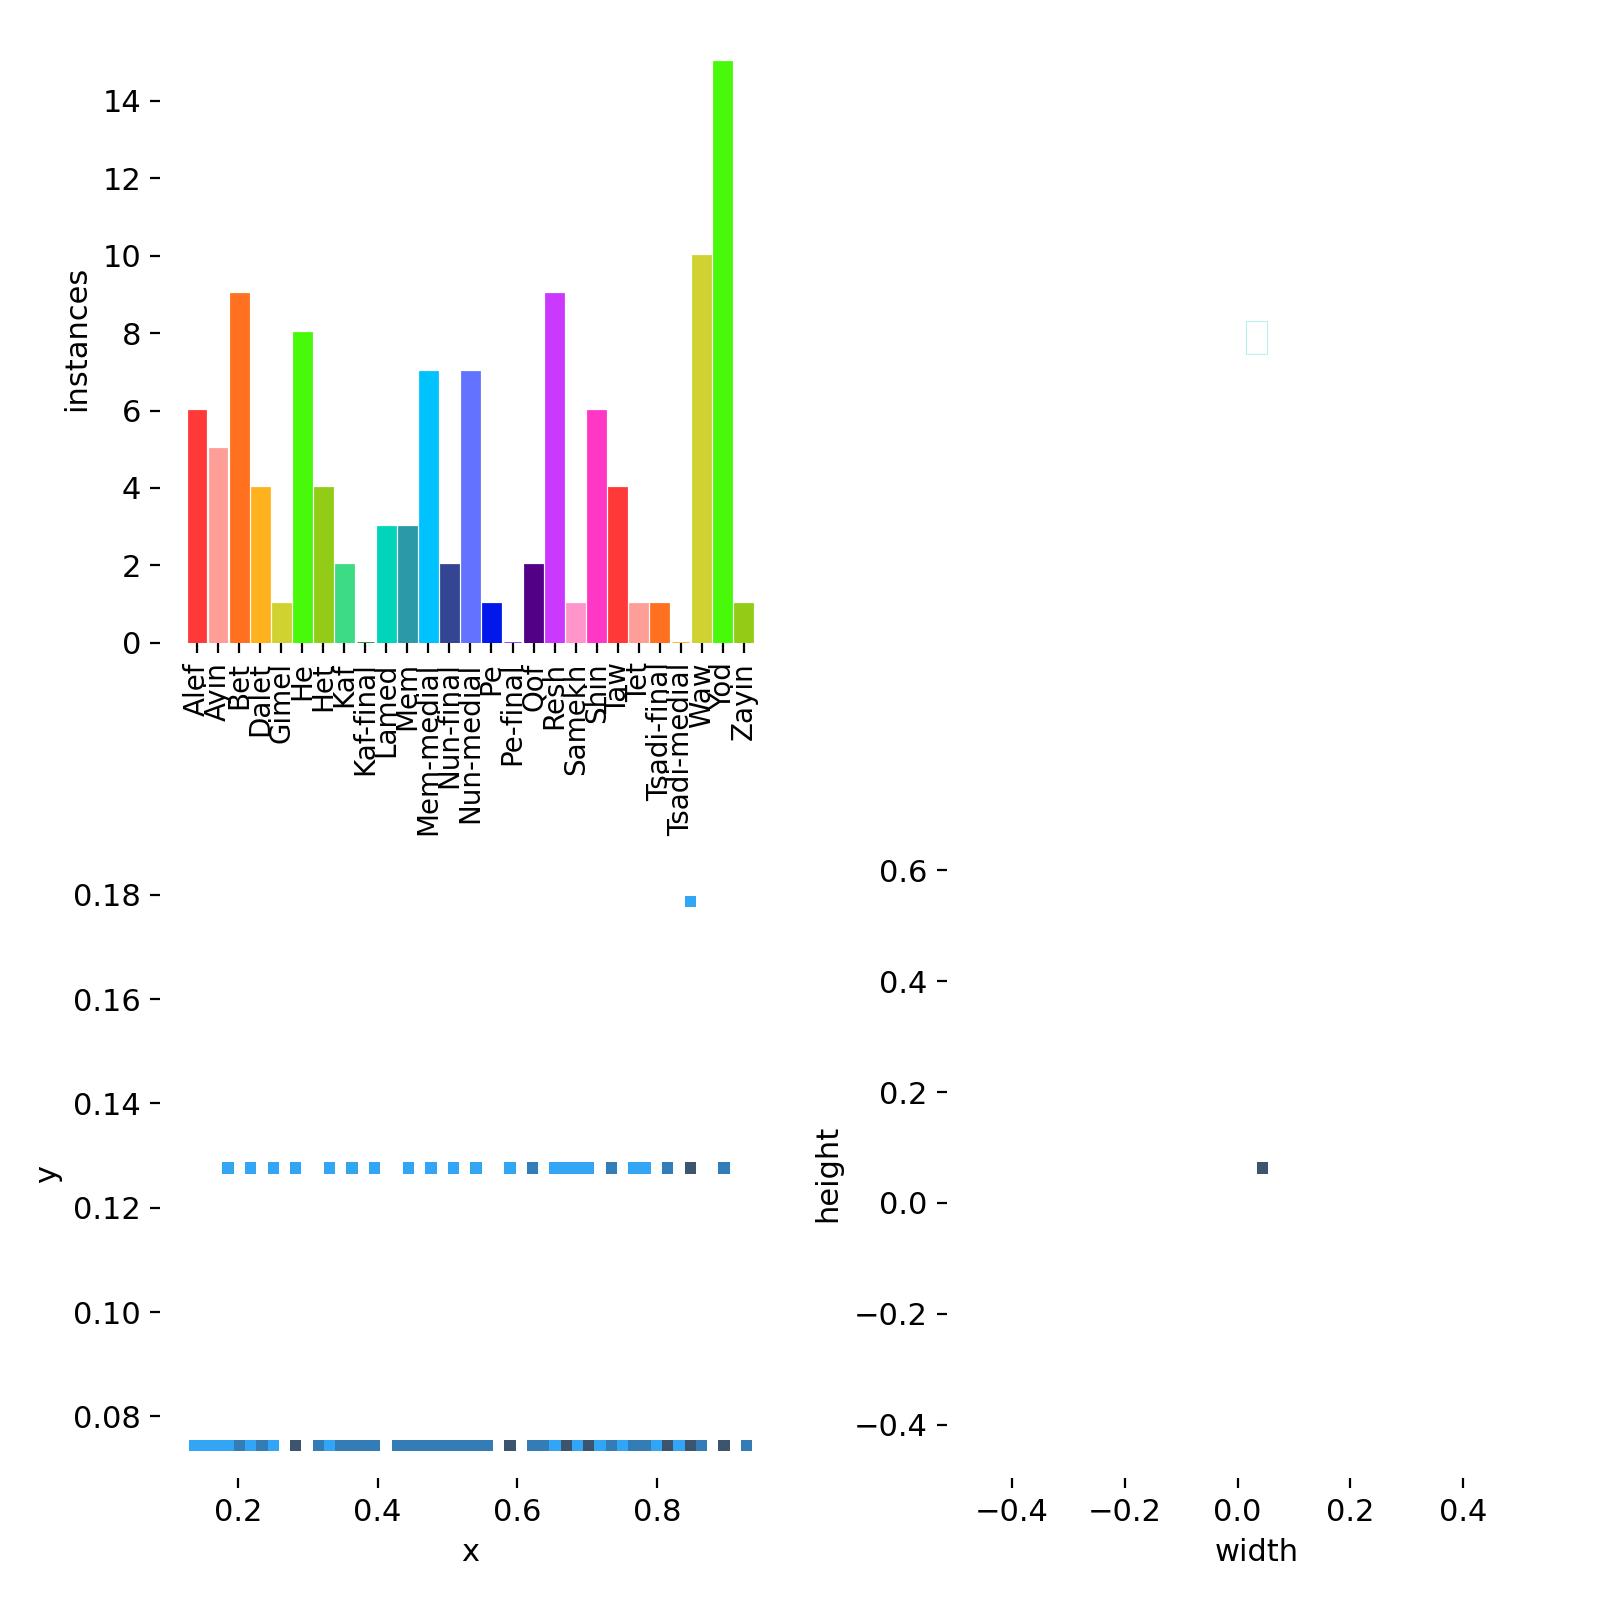 14
12
10
8
6
4
2
0
instances
Alef
Ayin
Bet
Dalet
Gimel
He
Het
Kaf
Kaf-final
Lamed
Mem
Mem-medial
Nun-final
Nun-medial
Pe
Pe-final
Qof
Resh
Samekh
Shin
Taw
Tet
Tsadi-final
Tsadi-medial
Waw
Yod
Zayin
0.18
0.16
0.14
0.12
0.10
0.08
y
0.2 0.4 0.6 0.8
x
0.6
0.4
0.2
0.0
−0.2
−0.4
height
−0.4 −0.2 0.0 0.2 0.4
width